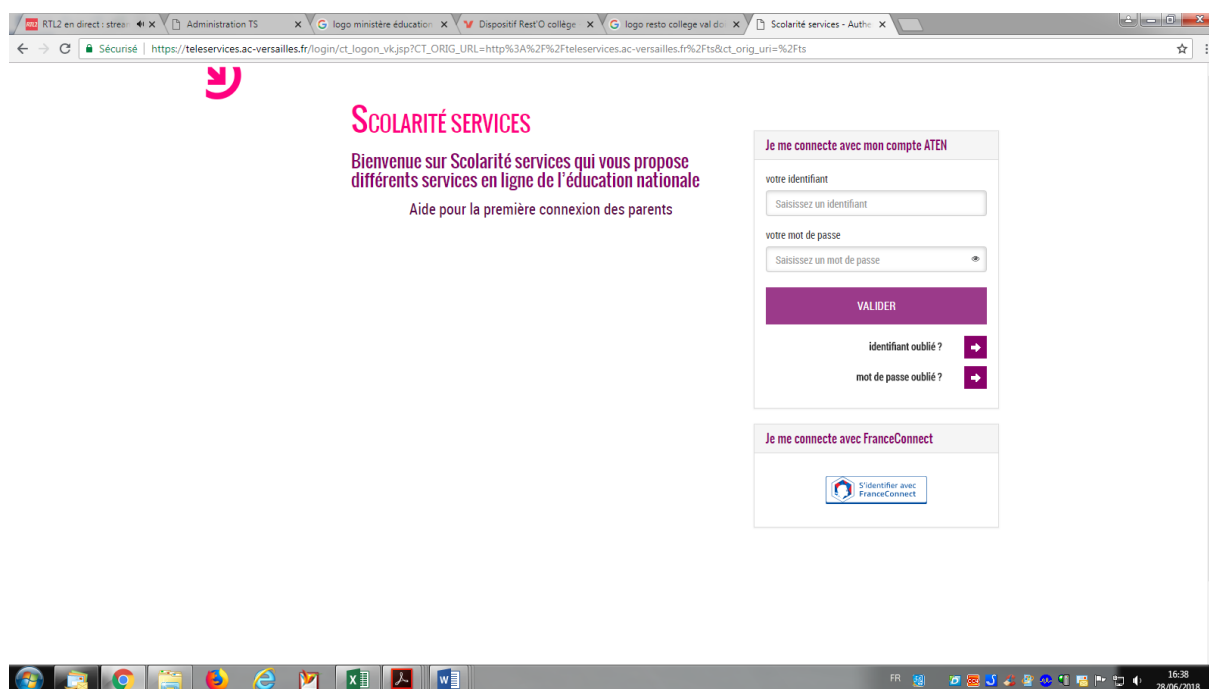 RTL2 en direct : strea
Administration TS
logo ministère éducation
Dispositif Rest'O collège
logo resto college val do
Scolarité services - Authe
Sécurisé | https://teleservices.ac-versailles.fr/login/ct_logon_vk.jsp?CT_ORIG_URL=http%3A%2F%2Fteleservices.ac-versailles.fr%2Fts&ct_orig_uri=%2Fts
SCOLARITÉ SERVICES
Bienvenue sur Scolarité services qui vous propose
différents services en ligne de l'éducation nationale
Aide pour la première connexion des parents
Je me connecte avec mon compte ATEN
votre identifiant
Saisissez un identifiant
votre mot de passe
Saisissez un mot de passe
VALIDER
identifiant oublié ?
mot de passe oublié ?
Je me connecte avec FranceConnect
S'identifier avec
FranceConnect
FR
16:38
28/06/2018